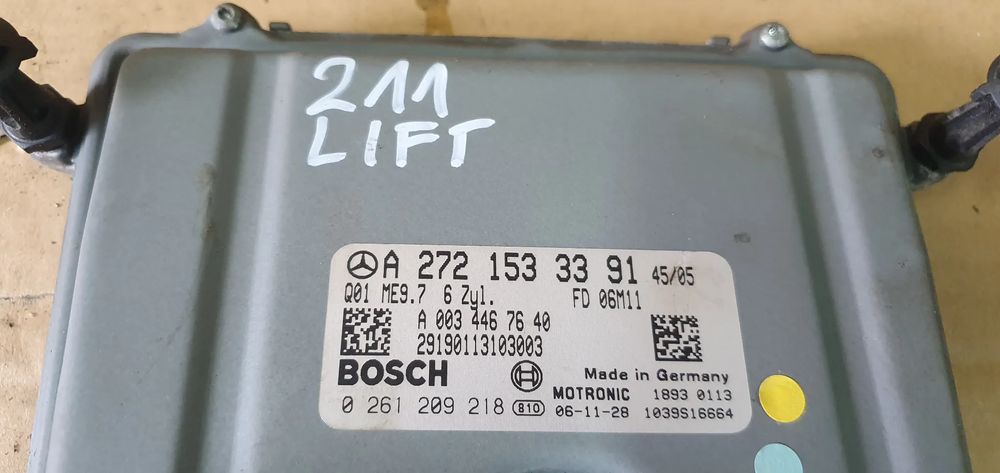 211
LIFT
A 272 153 33 91 45/05
Q01 ME9.7 6 Zyl. FD 06M11
A 003 446 76 40
29190113103003
BOSCH
Made in Germany
MOTRONIC 1893 0113
0 261 209 218 810 06-11-28 1039S16664